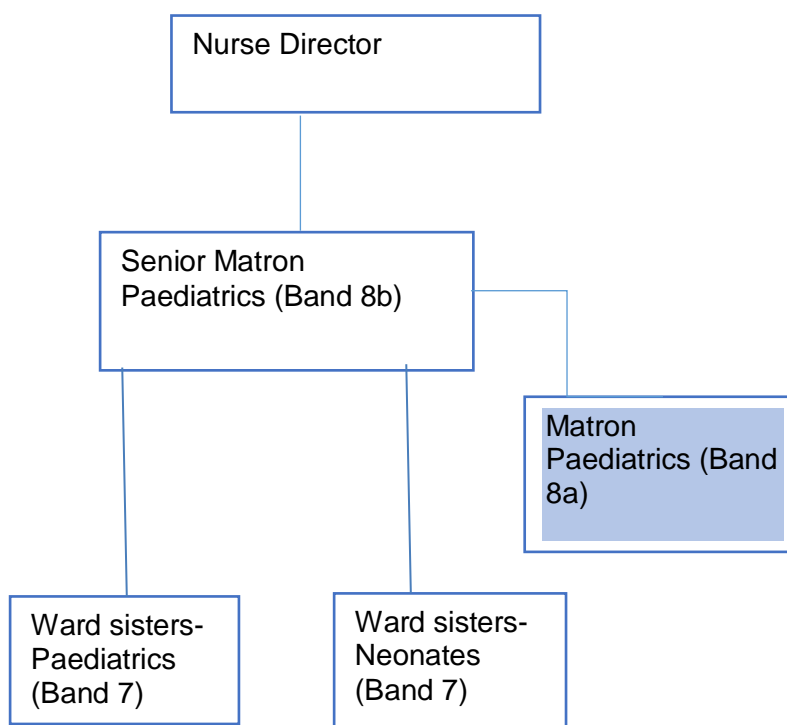 Nurse Director
Senior Matron
Paediatrics (Band 8b)
Matron
Paediatrics (Band
8a)
Ward sisters-
Paediatrics
(Band 7)
Ward sisters-
Neonates
(Band 7)